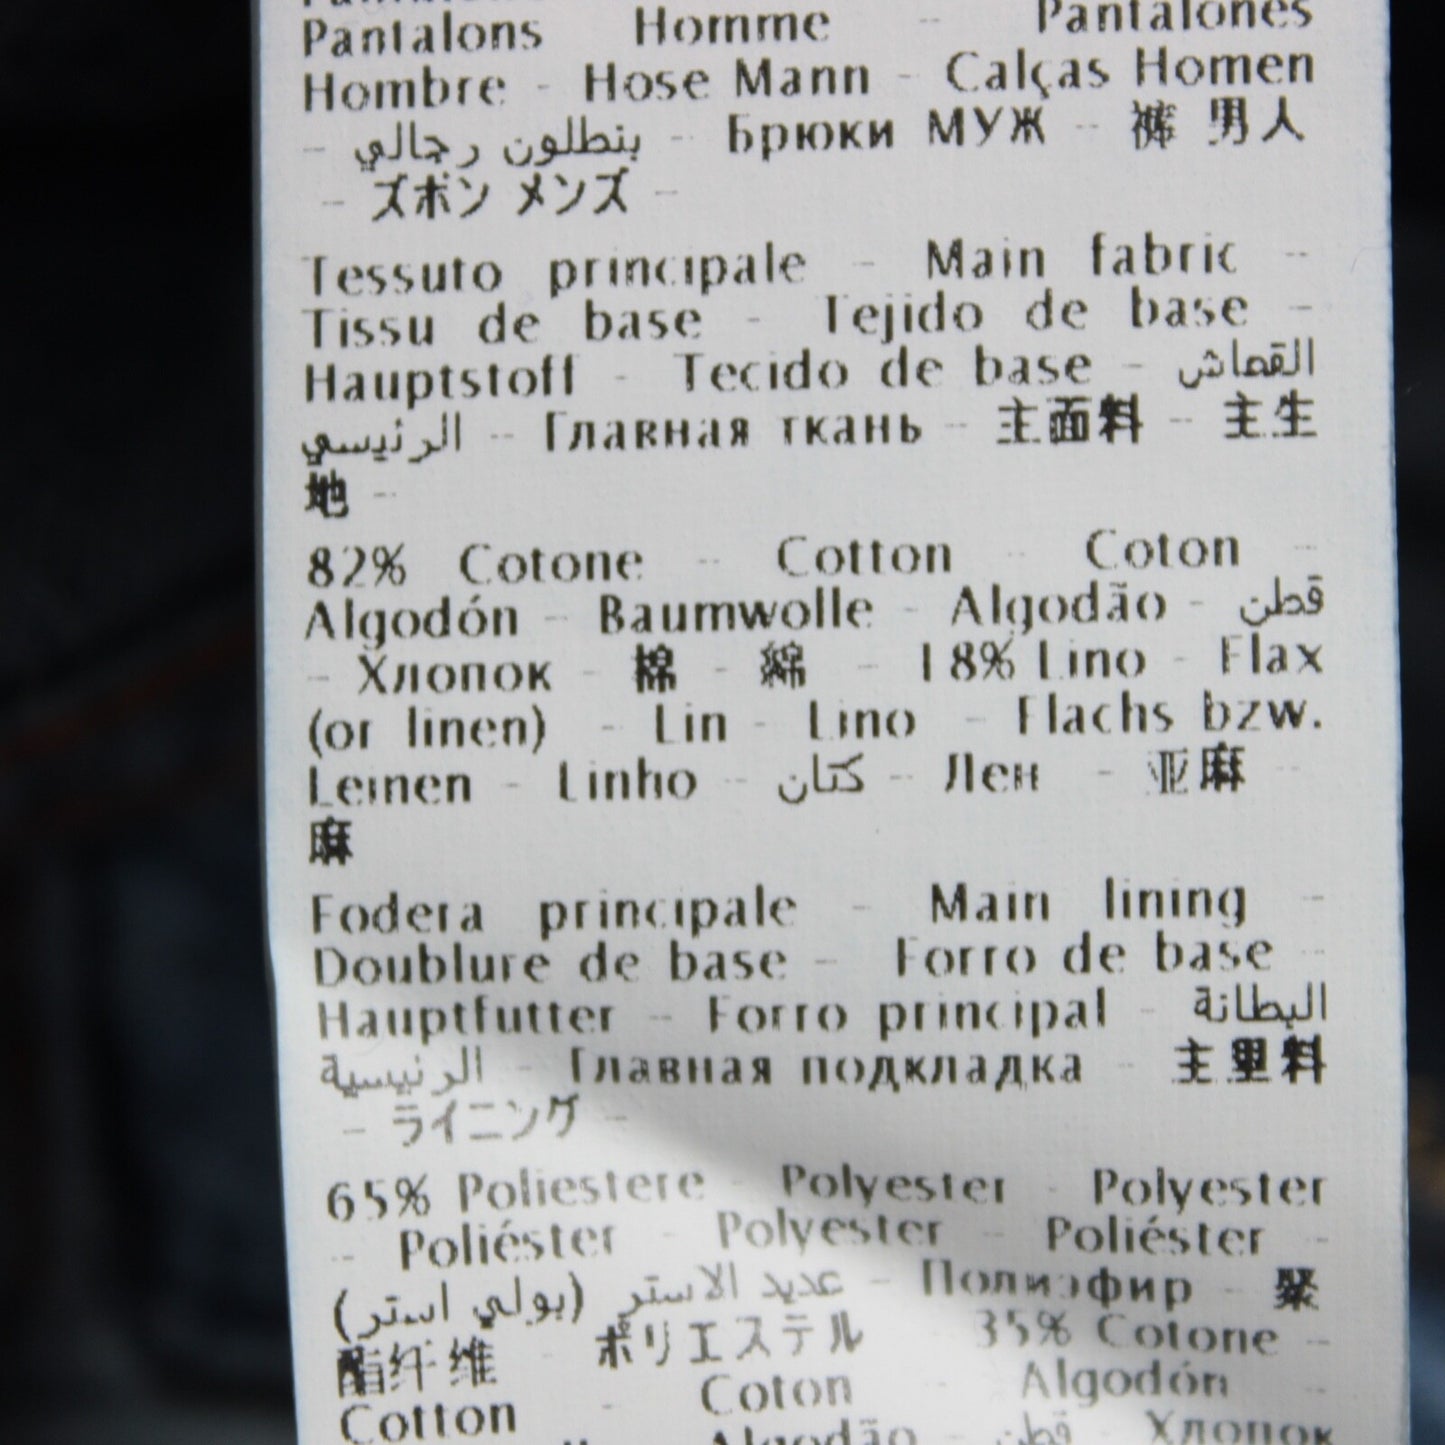 Pantalons Homme - Pantalones
Hombre - Hose Mann - Calças Homen
- بنطلون رجالي - Брюки МУЖ - 裤 男人
- ズボン メンズ -
Tessuto principale - Main fabric -
Tissu de base - Tejido de base -
Hauptstoff - Tecido de base - القماش
الرئيسي - Главная ткань - 主面料 - 主生
地 -
82% Cotone - Cotton - Coton -
Algodón - Baumwolle - Algodão - قطن
- Хлопок - 棉 - 綿 - 18% Lino - Flax
(or linen) - Lin - Lino - Flachs bzw.
Leinen - Linho - كتان - Лен - 亚麻 -
麻
Fodera principale - Main lining -
Doublure de base - Forro de base -
Hauptfutter - Forro principal - البطانة
الرئيسية - Главная подкладка - 主里料
- ライニング -
65% Poliestere - Polyester - Polyester
- Poliéster - Polyester - Poliéster -
عديد الاستر (بولي استر) - Полиэфир - 聚
酯纤维 - ポリエステル - 35% Cotone -
Cotton - Coton - Algodón -
Algodão - قطن - Хлопок